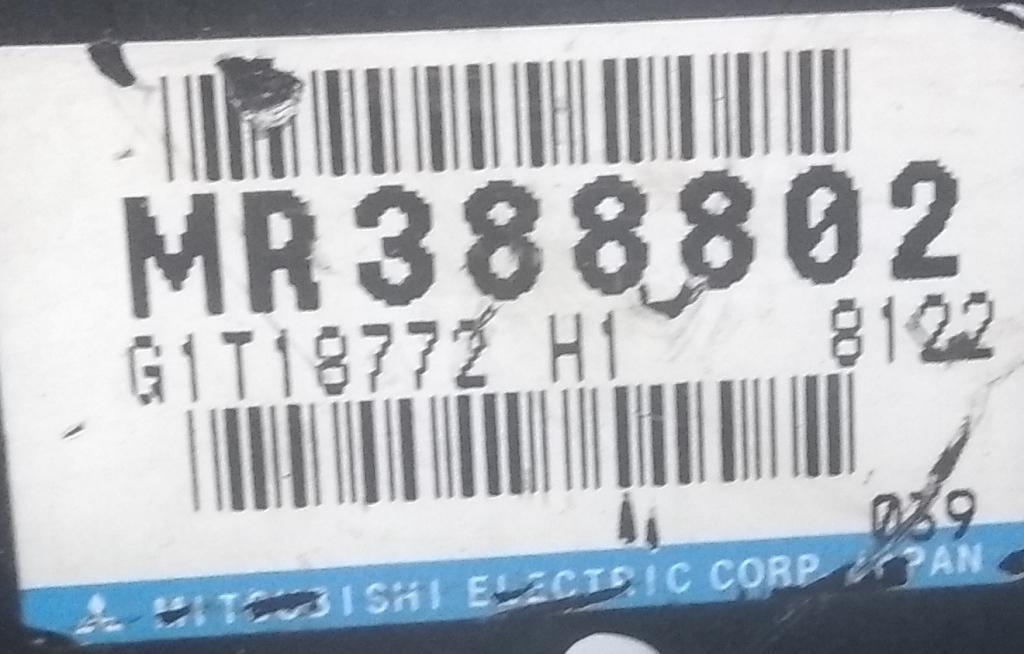 MR388802
G1T18772 H1 8122
039
MITSUBISHI ELECTRIC CORP. JAPAN